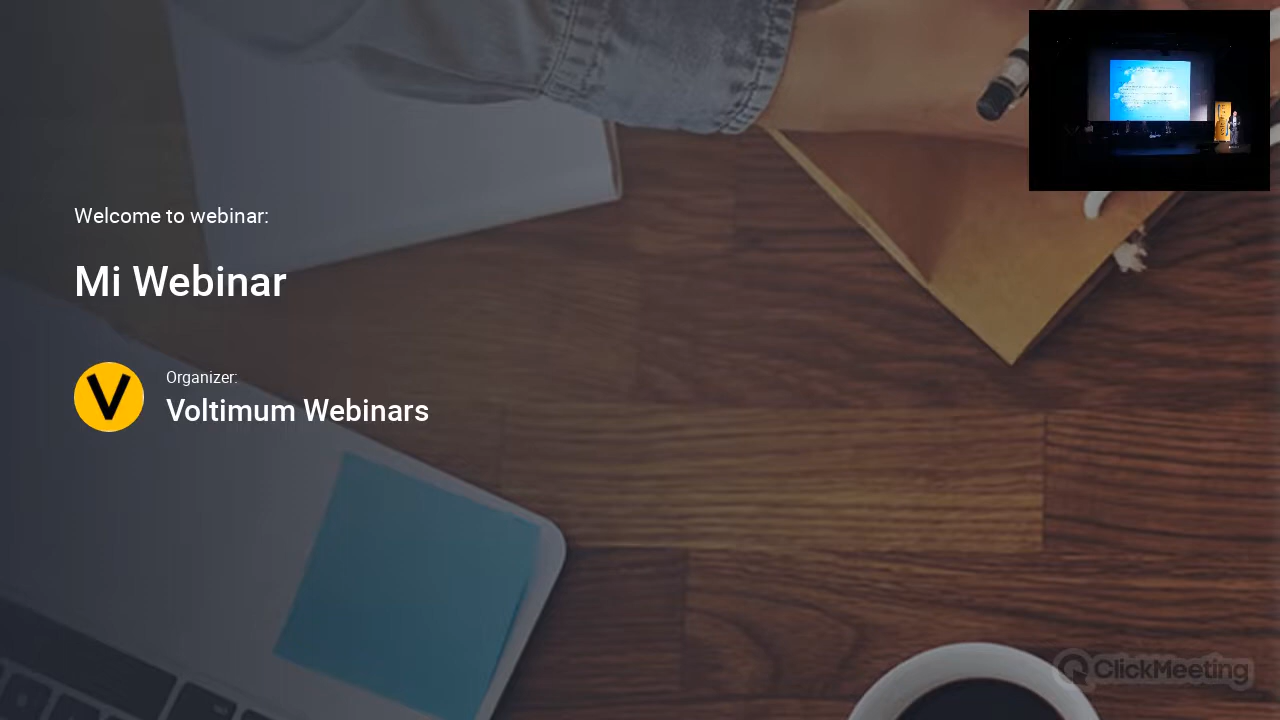 Welcome to webinar:
Mi Webinar
V
Organizer:
Voltimum Webinars
ClickMeeting